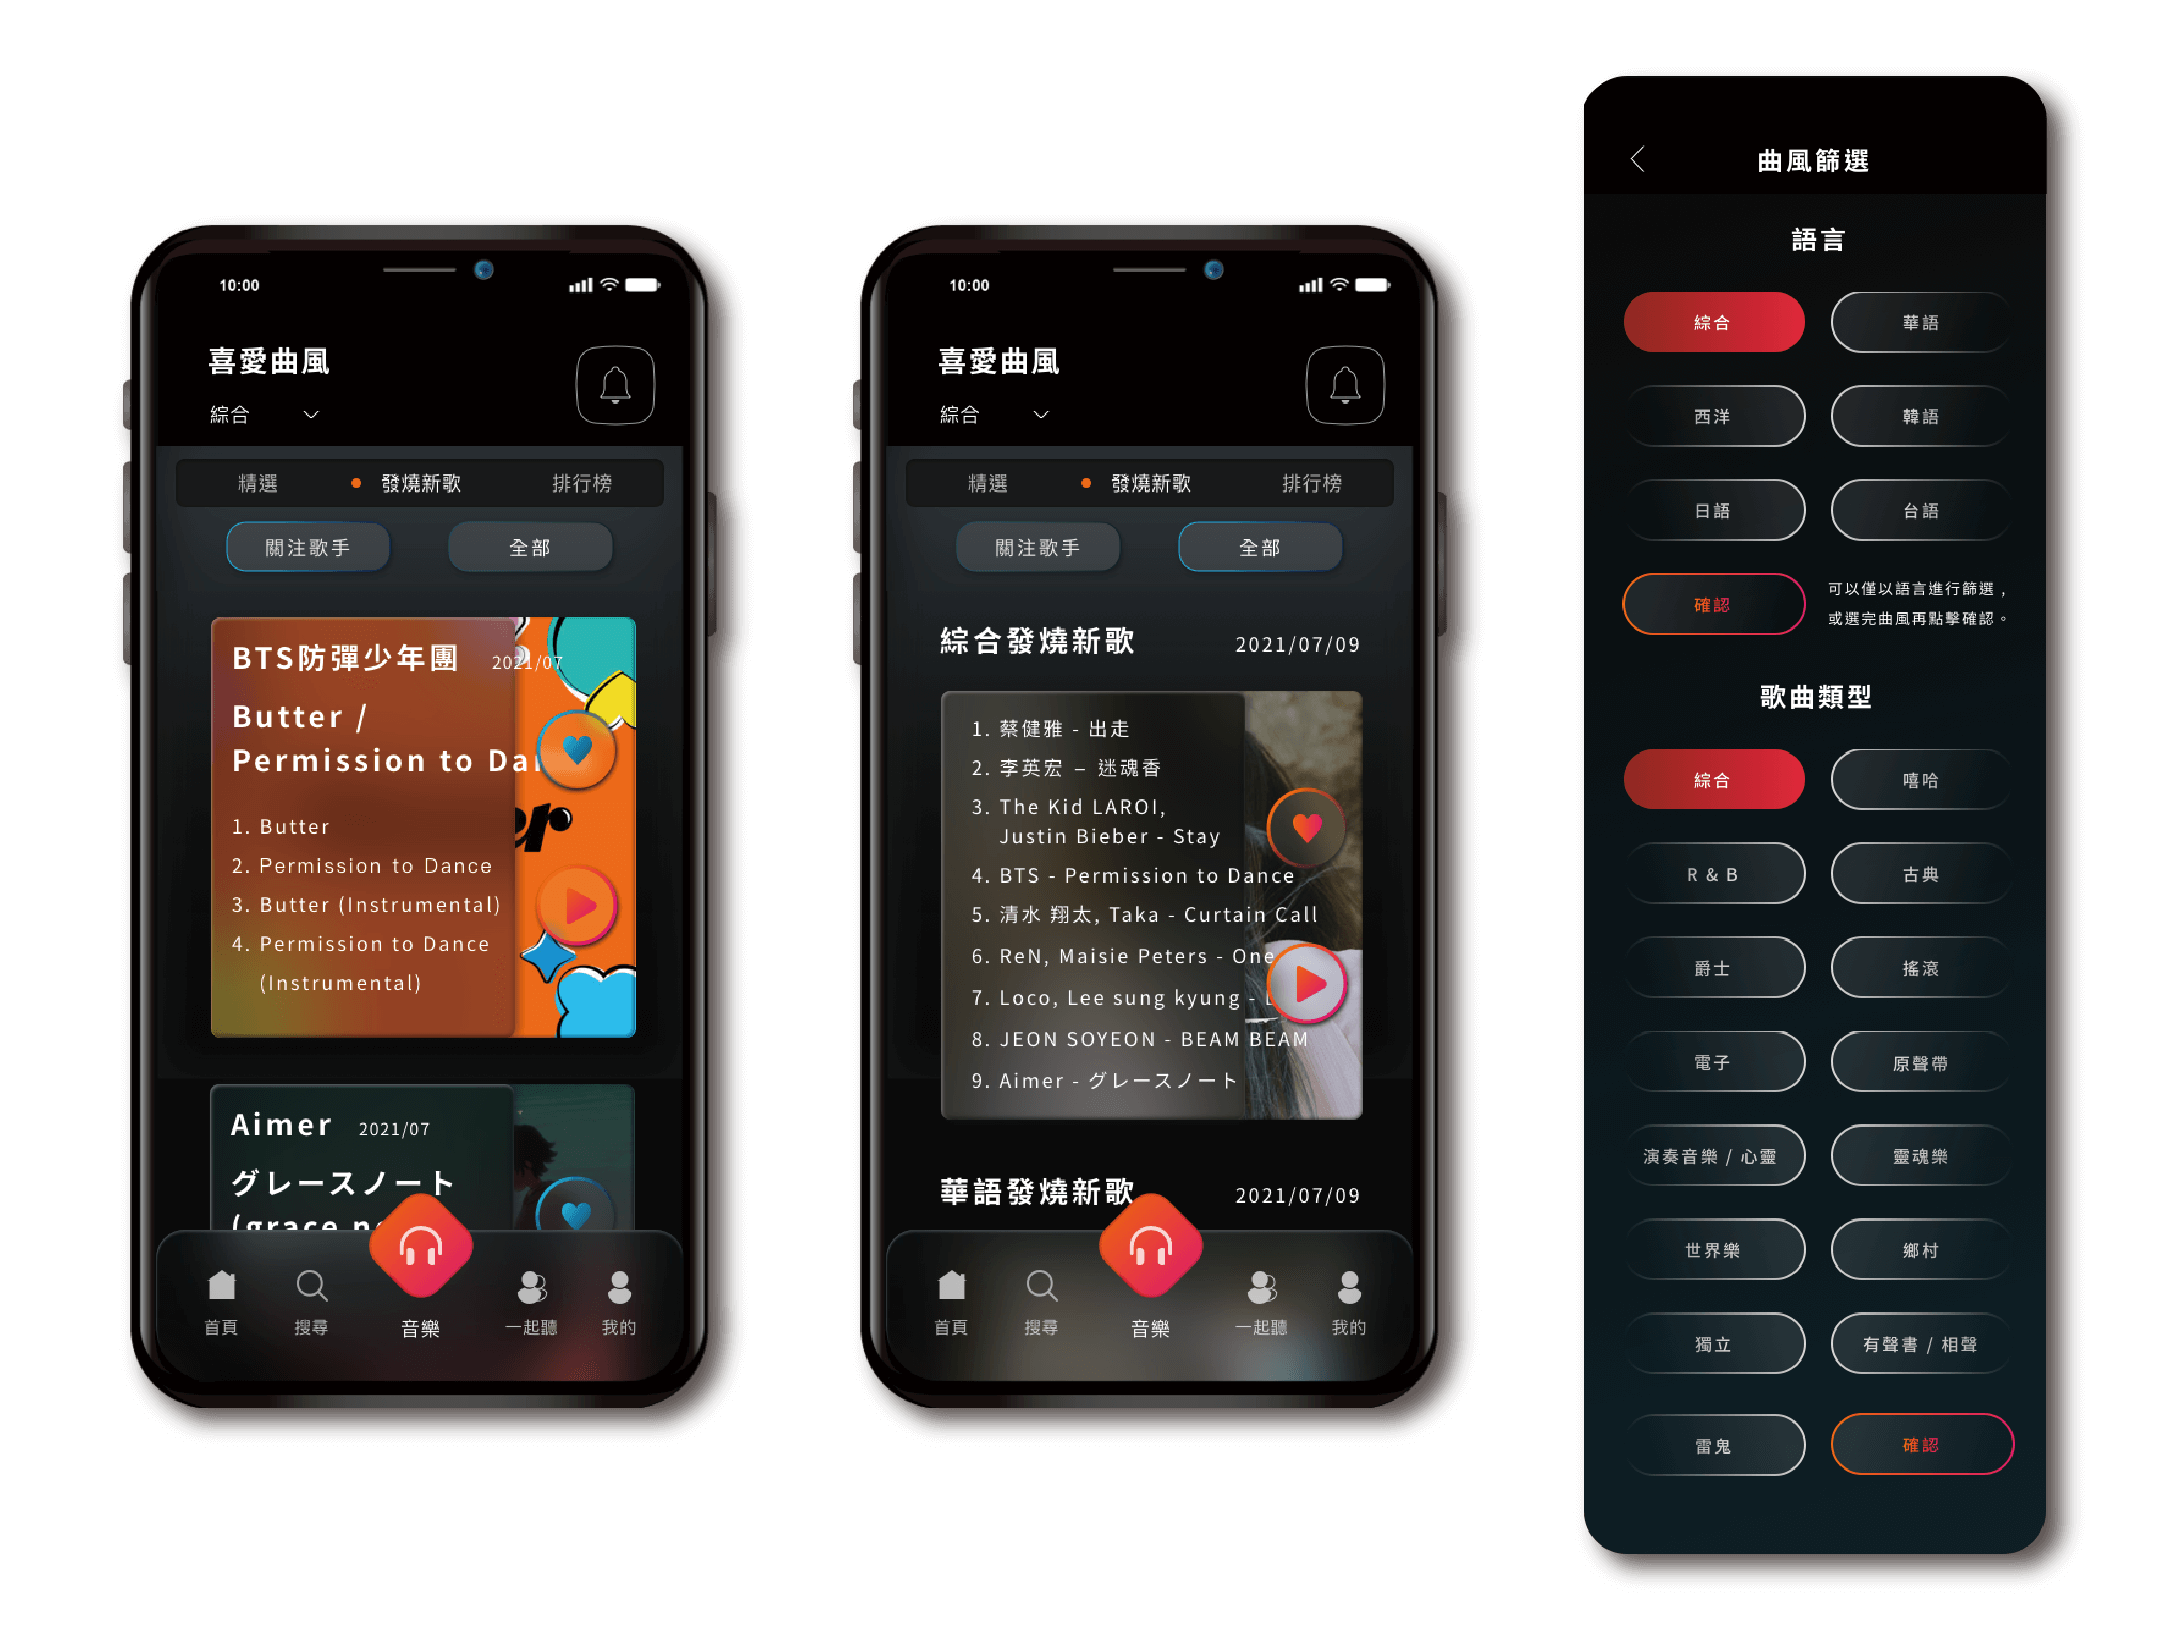 10:00
喜愛曲風
綜合
精選
發燒新歌
排行榜
關注歌手
全部
BTS防彈少年團
2021/07
Butter /
Permission to Da
1. Butter
2. Permission to Dance
3. Butter (Instrumental)
4. Permission to Dance
(Instrumental)
er
Aimer
2021/07
グレースノート
(grace n
首頁
搜尋
音樂
一起聽
我的
10:00
喜愛曲風
綜合
精選
發燒新歌
排行榜
關注歌手
全部
綜合發燒新歌
2021/07/09
1. 蔡健雅 - 出走
2. 李英宏 – 迷魂香
3. The Kid LAROI,
Justin Bieber - Stay
4. BTS - Permission to Dance
5. 清水 翔太, Taka - Curtain Call
6. ReN, Maisie Peters - One
7. Loco, Lee sung kyung -
8. JEON SOYEON - BEAM BEAM
9. Aimer - グレースノート
華語發燒新歌
2021/07/09
首頁
搜尋
音樂
一起聽
我的
曲風篩選
語言
綜合
華語
西洋
韓語
日語
台語
確認
可以僅以語言進行篩選，
或選完曲風再點擊確認。
歌曲類型
綜合
嘻哈
R & B
古典
爵士
搖滾
電子
原聲帶
演奏音樂 / 心靈
靈魂樂
世界樂
鄉村
獨立
有聲書 / 相聲
雷鬼
確認